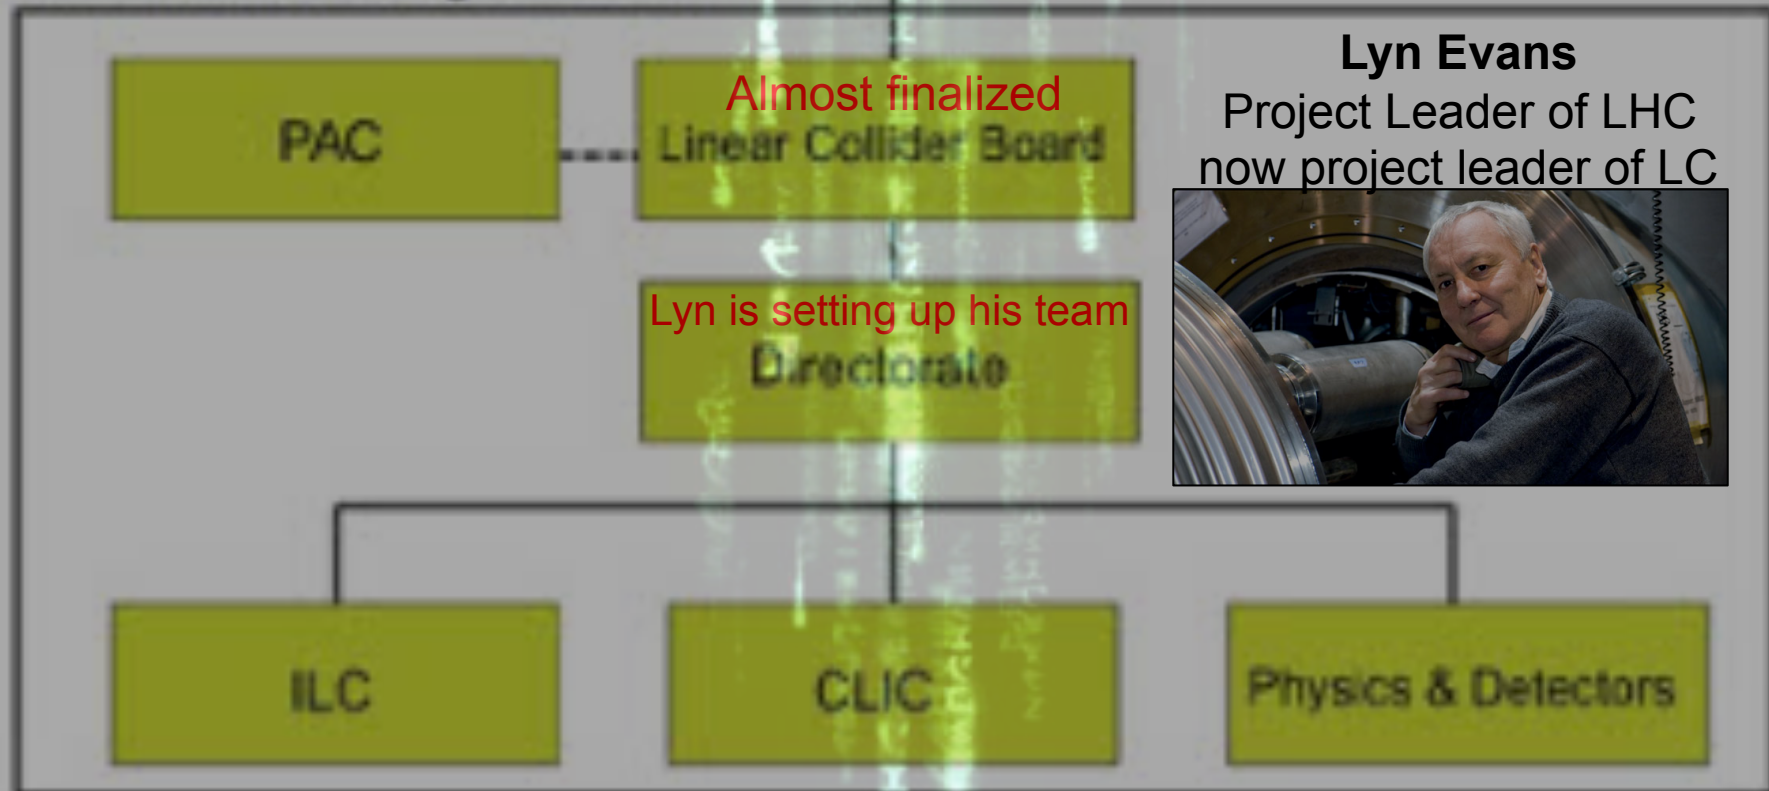 PAC
Almost finalized
Linear Collider Board
Lyn Evans
Project Leader of LHC
now project leader of LC
Lyn is setting up his team
Directorate
ILC
CLIC
Physics & Detectors